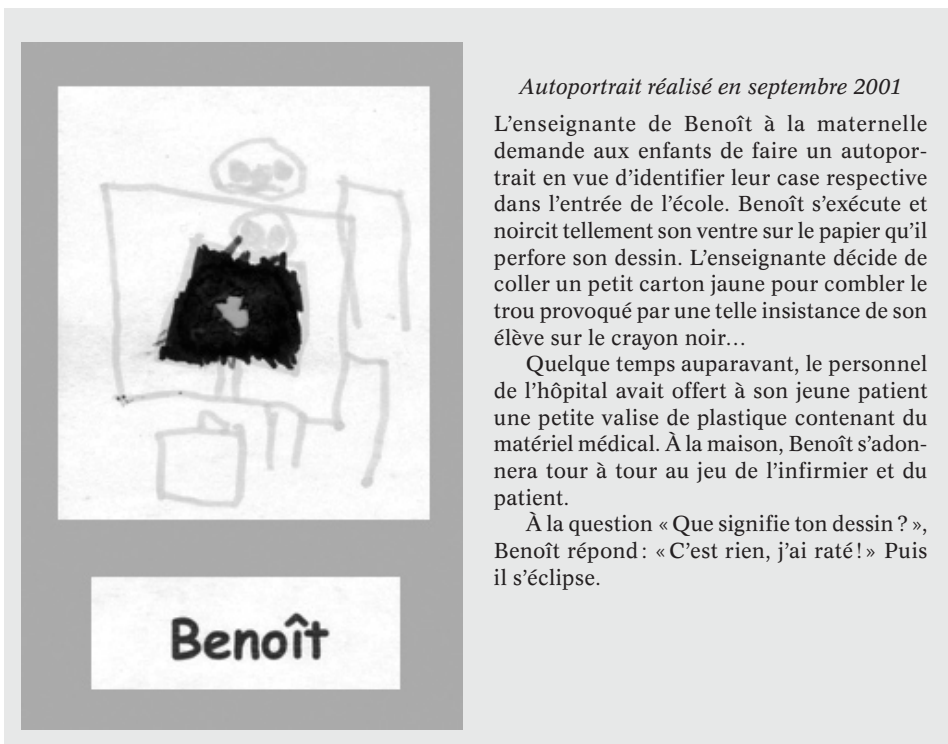 Autoportrait réalisé en septembre 2001
L'enseignante de Benoît à la maternelle
demande aux enfants de faire un autopor-
trait en vue d'identifier leur case respective
dans l'entrée de l'école. Benoît s'exécute et
noircit tellement son ventre sur le papier qu'il
perfore son dessin. L'enseignante décide de
coller un petit carton jaune pour combler le
trou provoqué par une telle insistance de son
élève sur le crayon noir…
Quelque temps auparavant, le personnel
de l'hôpital avait offert à son jeune patient
une petite valise de plastique contenant du
matériel médical. À la maison, Benoît s'adon-
nera tour à tour au jeu de l'infirmier et du
patient.
À la question « Que signifie ton dessin ? »,
Benoît répond : « C'est rien, j'ai raté ! » Puis
il s'éclipse.
Benoît